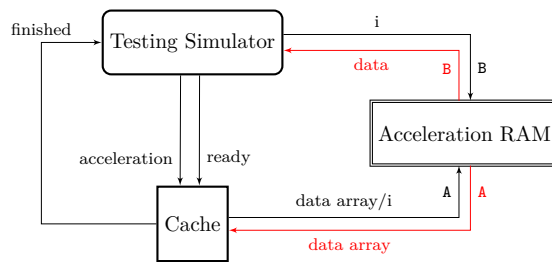 finished
i
Testing Simulator
data
B
B
Acceleration RAM
acceleration
ready
A
A
data array/i
Cache
data array